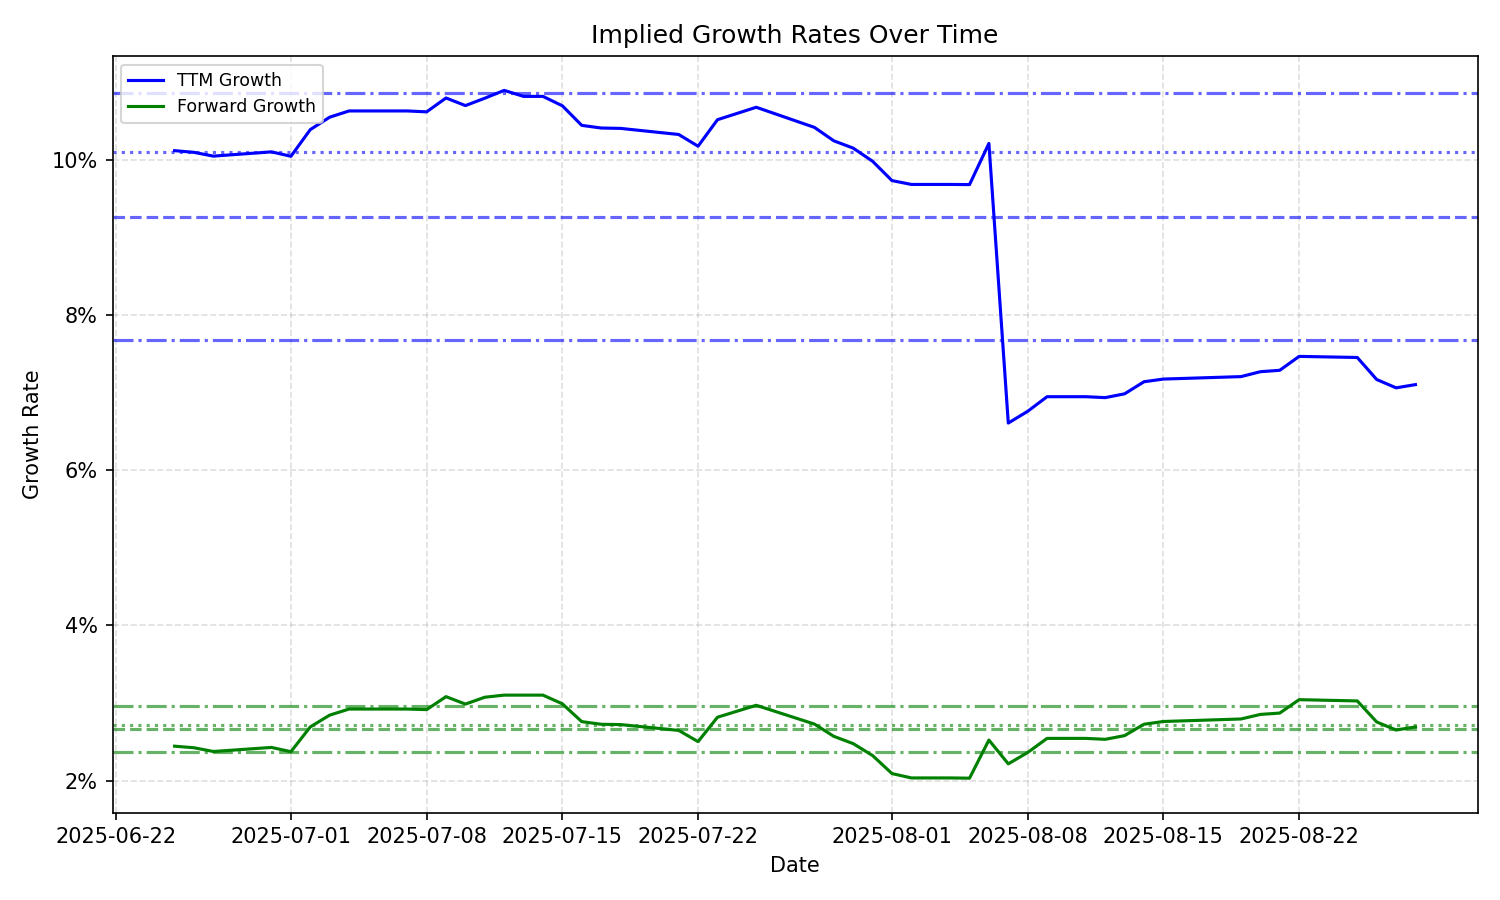 Implied Growth Rates Over Time
TTM Growth
Forward Growth
10%
8%
6%
4%
2%
Growth Rate
2025-06-22
2025-07-01
2025-07-08
2025-07-15
2025-07-22
2025-08-01
2025-08-08
2025-08-15
2025-08-22
Date